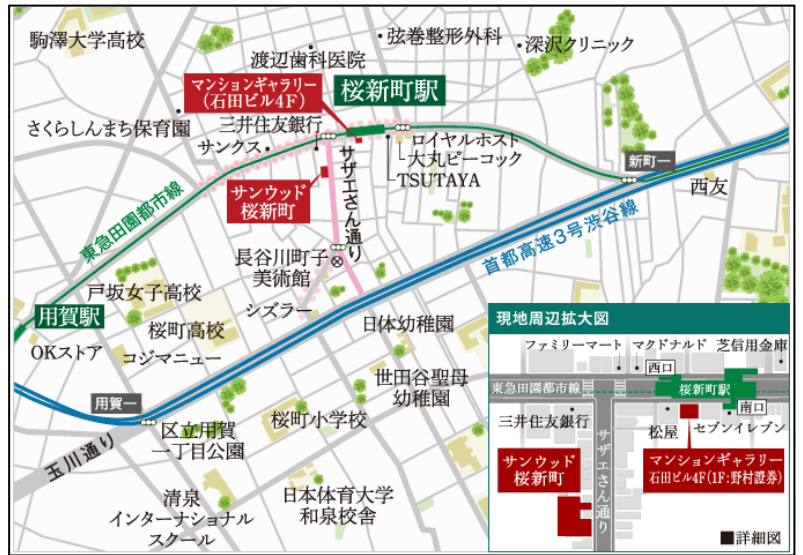 駒澤大学高校
渡辺歯科医院
弦巻整形外科
深沢クリニック
マンションギャラリー
(石田ビル4F)
桜新町駅
さくらしんまち保育園
三井住友銀行
サンクス
ロイヤルホスト
大丸ピーコック
TSUTAYA
新町一
西友
サンウッド
桜新町
サザエさん通り
東急田園都市線
首都高速3号渋谷線
長谷川町子
美術館
戸坂女子高校
シズラー
用賀駅
桜町高校
日体幼稚園
OKストア
コジマニュー
世田谷聖母
幼稚園
用賀一
区立用賀
一丁目公園
桜町小学校
玉川通り
清泉
インターナショナル
スクール
日本体育大学
和泉校舎
現地周辺拡大図
ファミリーマート
マクドナルド
芝信用金庫
西口
東急田園都市線
桜新町駅
南口
三井住友銀行
松屋
セブンイレブン
サザエさん通り
サンウッド
桜新町
マンションギャラリー
石田ビル4F(1F:野村證券)
■詳細図